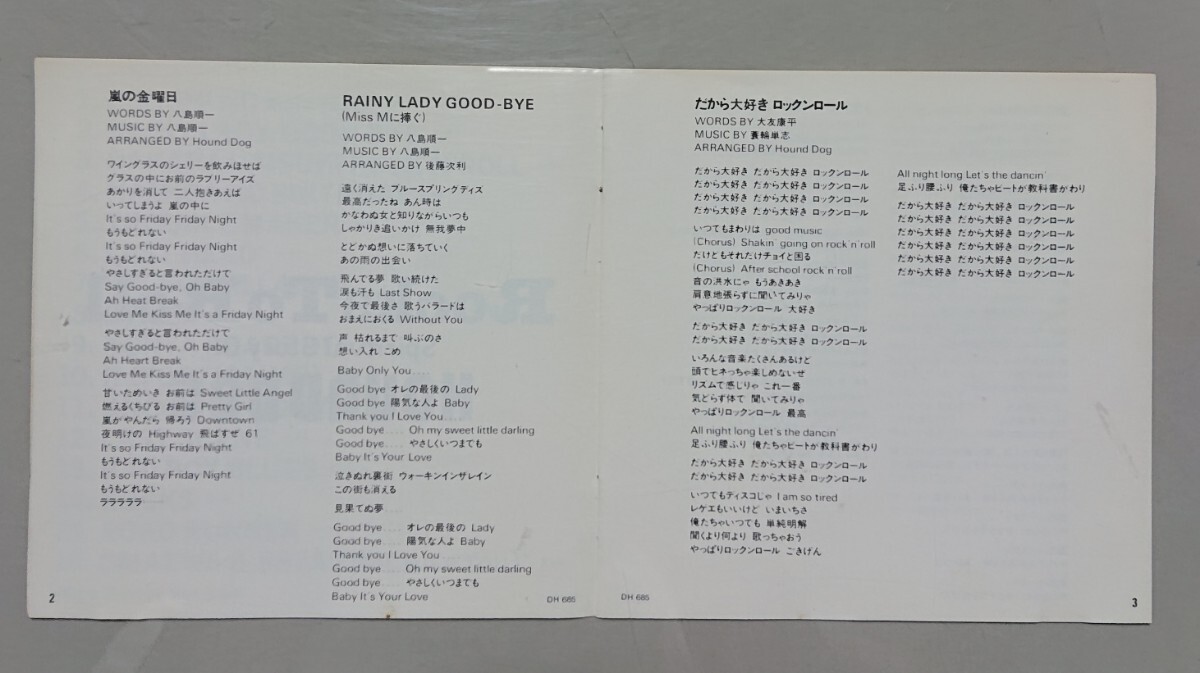 嵐の金曜日
WORDS BY 八島順一
MUSIC BY 八島順一
ARRANGED BY Hound Dog
ワイングラスのシェリーを飲みほせば
グラスの中にお前のラブリーアイズ
あかりを消して 二人抱きあえば
いってしまうよ 嵐の中に
It's so Friday Friday Night
もうもどれない
It's so Friday Friday Night
もうもどれない
やさしすぎると言われただけて
Say Good-bye, Oh Baby
Ah Heat Break
Love Me Kiss Me It's a Friday Night
やさしすぎると言われただけて
Say Good-bye, Oh Baby
Ah Heart Break
Love Me Kiss Me It's a Friday Night
甘いためいき お前は Sweet Little Angel
燃えるくちびる お前は Pretty Girl
嵐がやんだら 帰ろう Downtown
夜明けの Highway 飛ばすぜ 61
It's so Friday Friday Night
もうもどれない
It's so Friday Friday Night
もうもどれない
ラララララ
2
RAINY LADY GOOD-BYE
(Miss Mに捧ぐ)
WORDS BY 八島順一
MUSIC BY 八島順一
ARRANGED BY 後藤次利
遠く消えた ブルースプリングディス
最高だったね あん時は
かなわぬ女と知りながらいつも
しゃかりき追いかけ 無我夢中
とどかぬ想いに落ちていく
あの雨の出会い
飛んてる夢 歌い続けた
涙も汗も Last Show
今夜で最後さ 歌うバラードは
おまえにおくる Without You
声 枯れるまで 叫ぶのさ
想い入れ こめ
Baby Only You....
Good bye オレの最後の Lady
Good bye 陽気な人よ Baby
Thank you I Love You....
Good bye.... Oh my sweet little darling
Good bye.... やさしくいつまでも
Baby It's Your Love
泣きぬれ裏街 ウォーキンインザレイン
この街も消える
見果てぬ夢....
Good bye.... オレの最後の Lady
Good bye.... 陽気な人よ Baby
Thank you I Love You....
Good bye.... Oh my sweet little darling
Good bye.... やさしくいつまでも
Baby It's Your Love
DH 685
だから大好き ロックンロール
WORDS BY 大友康平
MUSIC BY 蓑輪単志
ARRANGED BY Hound Dog
だから大好き だから大好き ロックンロール
だから大好き だから大好き ロックンロール
だから大好き だから大好き ロックンロール
だから大好き だから大好き ロックンロール
いつてもまわりは good music
(Chorus) Shakin' going on rock'n'roll
だけどもそれだけチョイと困る
(Chorus) After school rock'n'roll
音の洪水にゃ もうあきあき
肩意地張らずに聞いてみりゃ
やっぱりロックンロール 大好き
だから大好き だから大好き ロックンロール
だから大好き だから大好き ロックンロール
いろんな音楽たくさんあるけど
頭でヒネっちゃ楽しめないぜ
リズムで感じりゃ これ一番
気どらず体て 聞いてみりゃ
やっぱりロックンロール 最高
All night long Let's the dancin'
足ふり腰ふり 俺たちゃビートが教科書がわり
だから大好き だから大好き ロックンロール
だから大好き だから大好き ロックンロール
いつてもディスコじゃ I am so tired
レゲエもいいけど いまいちさ
俺たちゃいつても 単純明解
聞くより何より 歌っちゃおう
やっぱりロックンロール ごきげん
DH 685
All night long Let's the dancin'
足ふり腰ふり 俺たちゃビートが教科書がわり
だから大好き だから大好き ロックンロール
だから大好き だから大好き ロックンロール
だから大好き だから大好き ロックンロール
だから大好き だから大好き ロックンロール
だから大好き だから大好き ロックンロール
だから大好き だから大好き ロックンロール
3